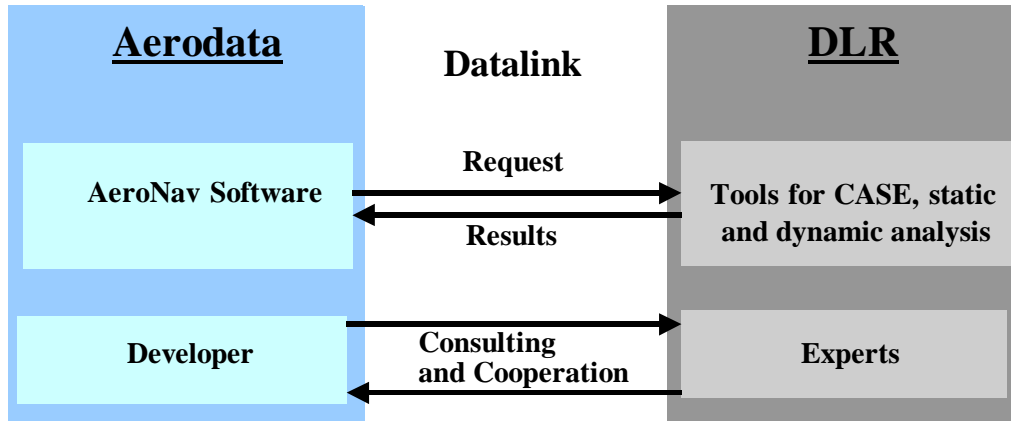 Aerodata
Datalink
DLR
Request
AeroNav Software
Tools for CASE, static
and dynamic analysis
Results
Developer
Consulting
and Cooperation
Experts